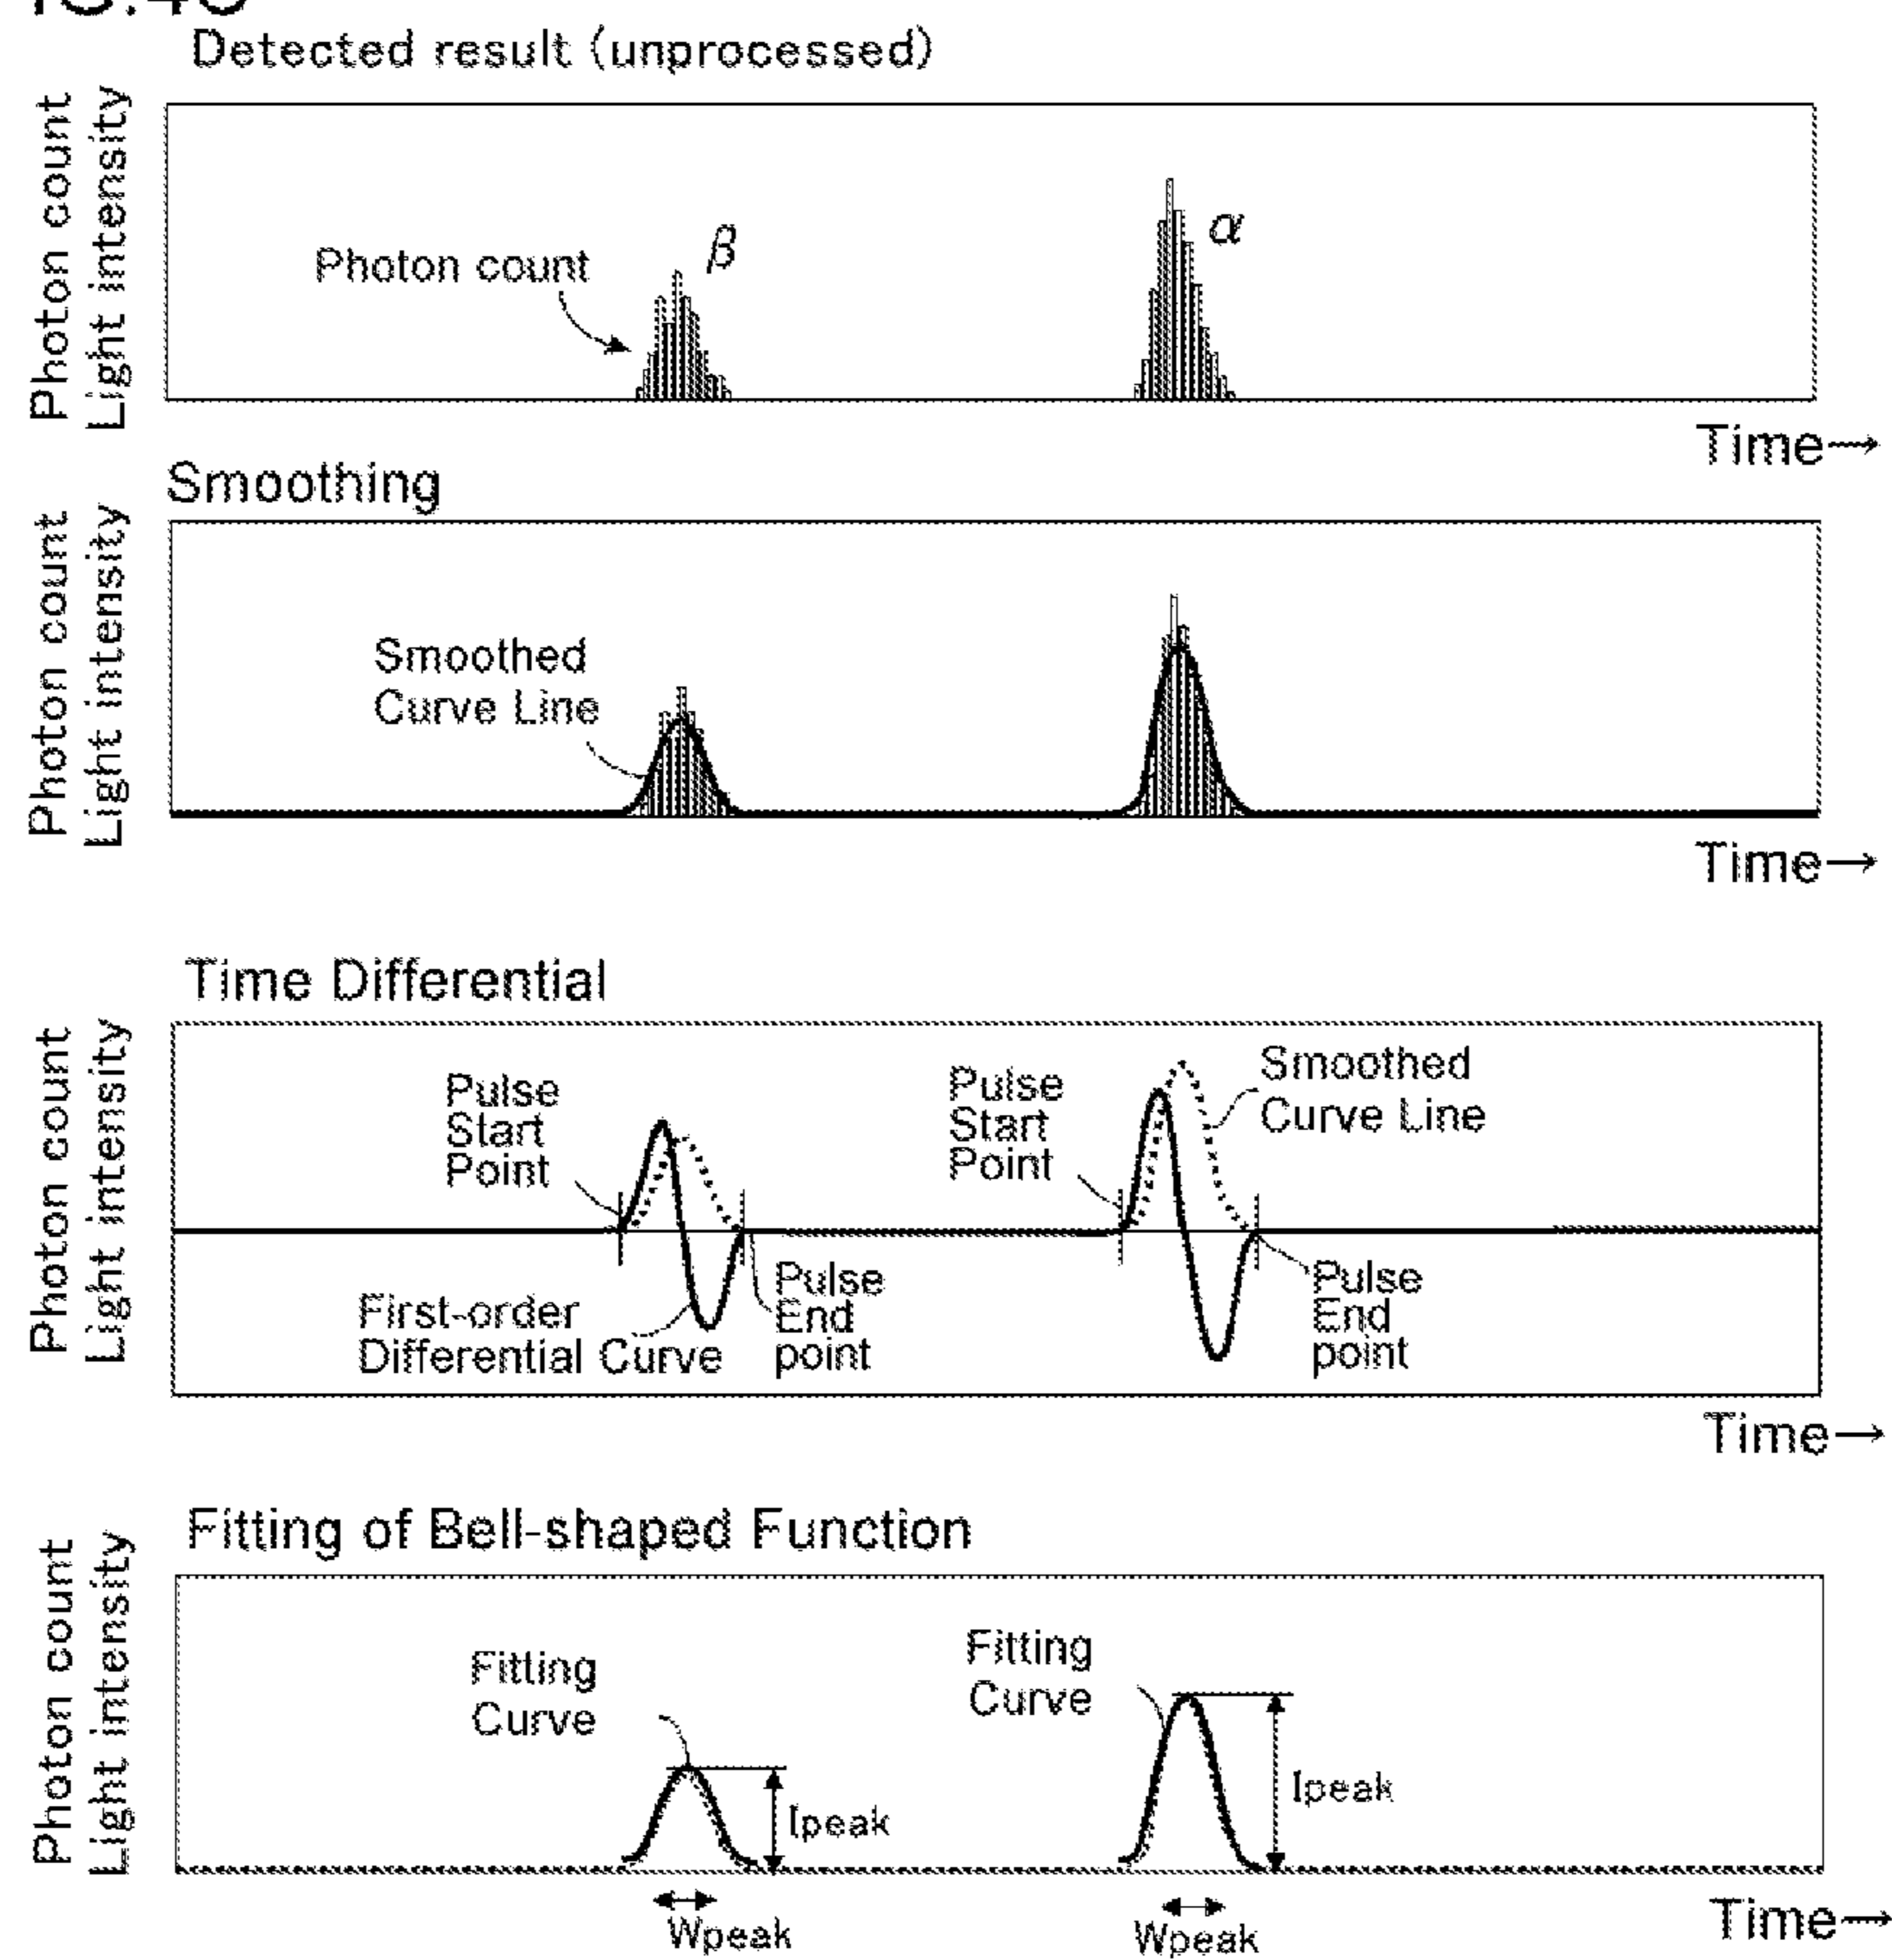 Detected result (unprocessed)
Photon count
Light intensity
Photon count
β
α
Time→
Smoothing
Photon count
Light intensity
Smoothed
Curve Line
Time→
Time Differential
Photon count
Light intensity
Pulse
Start
Point
Pulse
Start
Point
Smoothed
Curve Line
First-order
Differential Curve
Pulse
End
point
Pulse
End
point
Time→
Fitting of Bell-shaped Function
Photon count
Light intensity
Fitting
Curve
Fitting
Curve
Ipeak
Ipeak
Wpeak
Wpeak
Time→